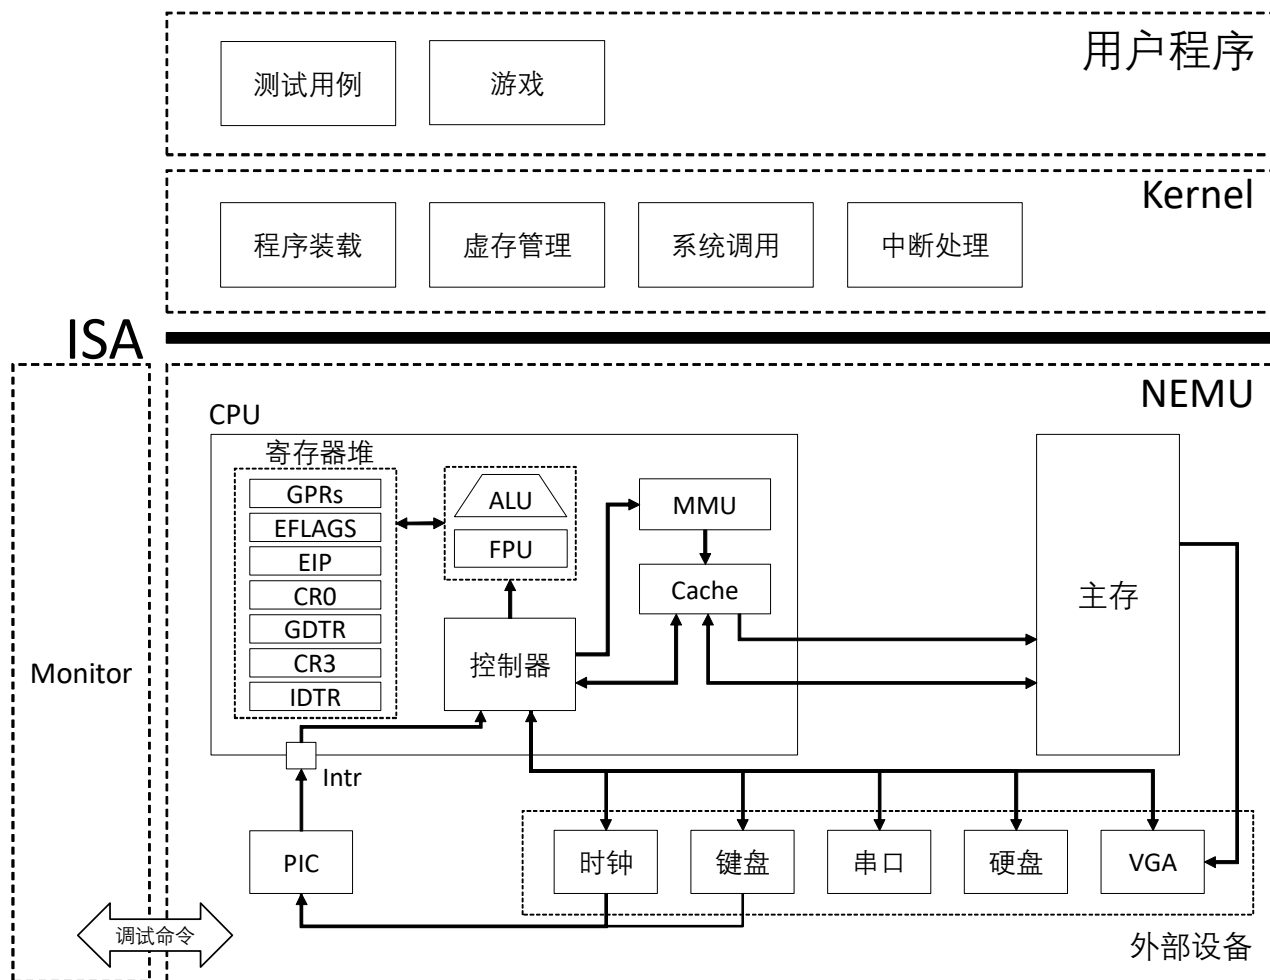 用户程序
测试用例
游戏
Kernel
程序装载
虚存管理
系统调用
中断处理
ISA
NEMU
CPU
寄存器堆
GPRs
EFLAGS
EIP
CR0
GDTR
CR3
IDTR
ALU
FPU
MMU
Cache
控制器
主存
Monitor
Intr
PIC
时钟
键盘
串口
硬盘
VGA
调试命令
外部设备